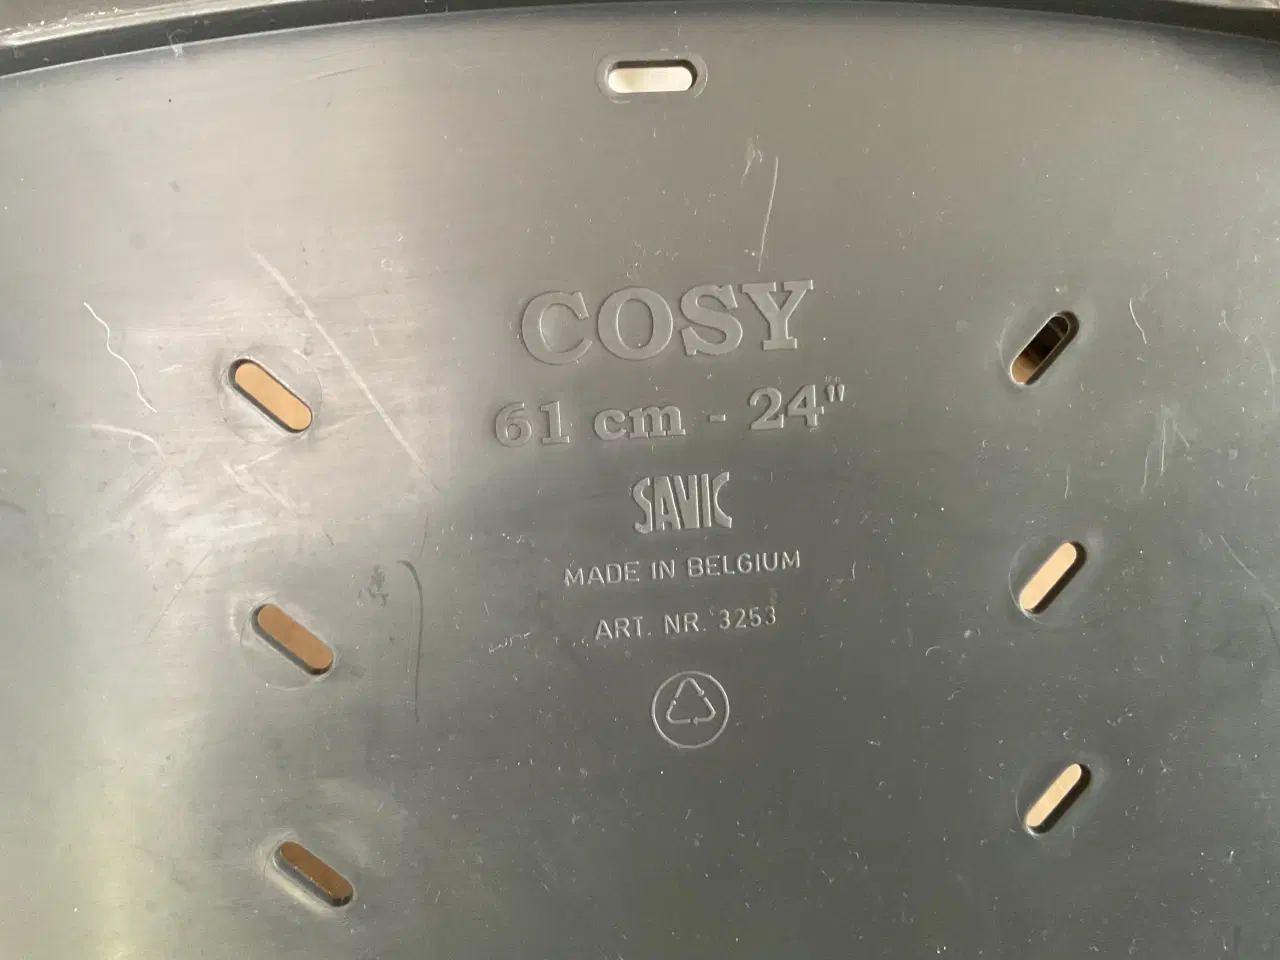 COSY
61 cm - 24"
SAVIC
MADE IN BELGIUM
ART. NR. 3253